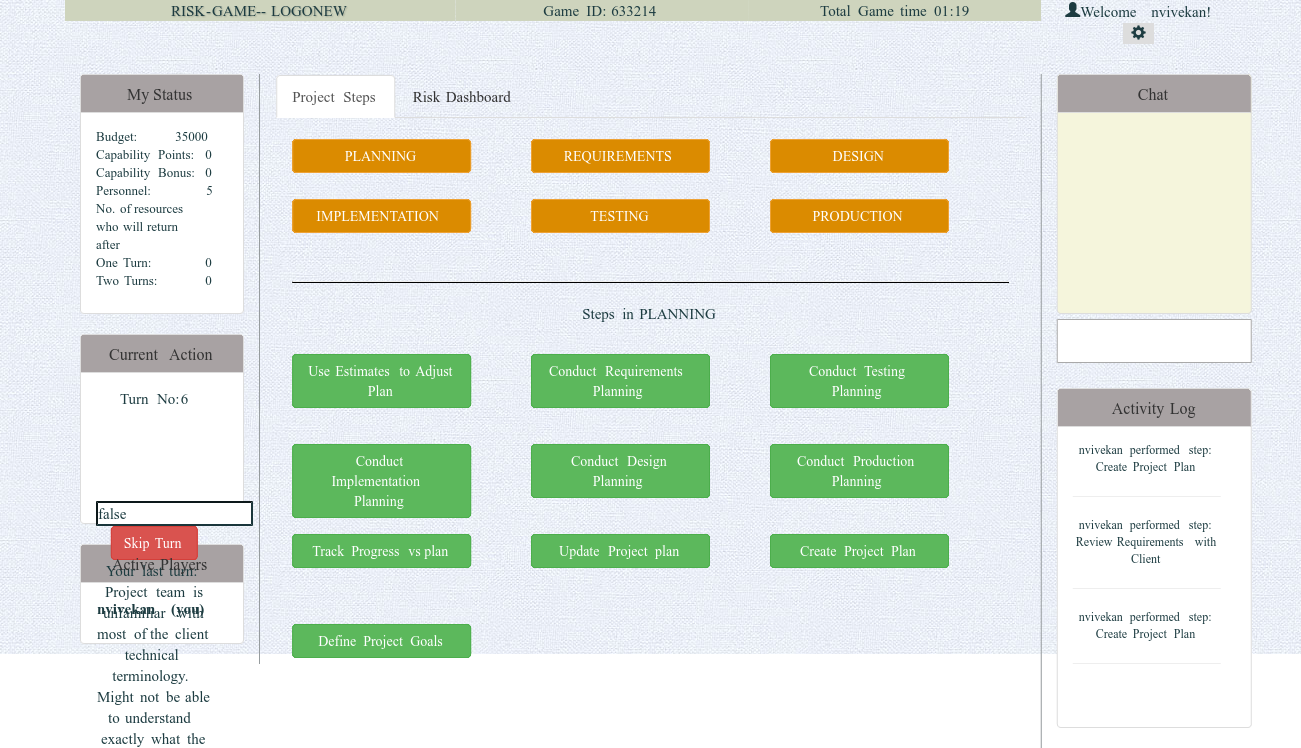 RISK-GAME-- LOGONEW
Game ID: 633214
Total Game time 01:19
Welcome nvivekan!
My Status
Budget: 35000
Capability Points: 0
Capability Bonus: 0
Personnel: 5
No. of resources
who will return
after
One Turn: 0
Two Turns: 0
Current Action
Turn No:6
false
Skip Turn
Active Players
Your last turn:
Project team is
nvivekan (you)
unfamiliar with
most of the client
technical
terminology.
Might not be able
to understand
exactly what the
Project Steps
Risk Dashboard
PLANNING
REQUIREMENTS
DESIGN
IMPLEMENTATION
TESTING
PRODUCTION
Steps in PLANNING
Use Estimates to Adjust
Plan
Conduct Requirements
Planning
Conduct Testing
Planning
Conduct
Implementation
Planning
Conduct Design
Planning
Conduct Production
Planning
Track Progress vs plan
Update Project plan
Create Project Plan
Define Project Goals
Chat
Activity Log
nvivekan performed step:
Create Project Plan
nvivekan performed step:
Review Requirements with
Client
nvivekan performed step:
Create Project Plan